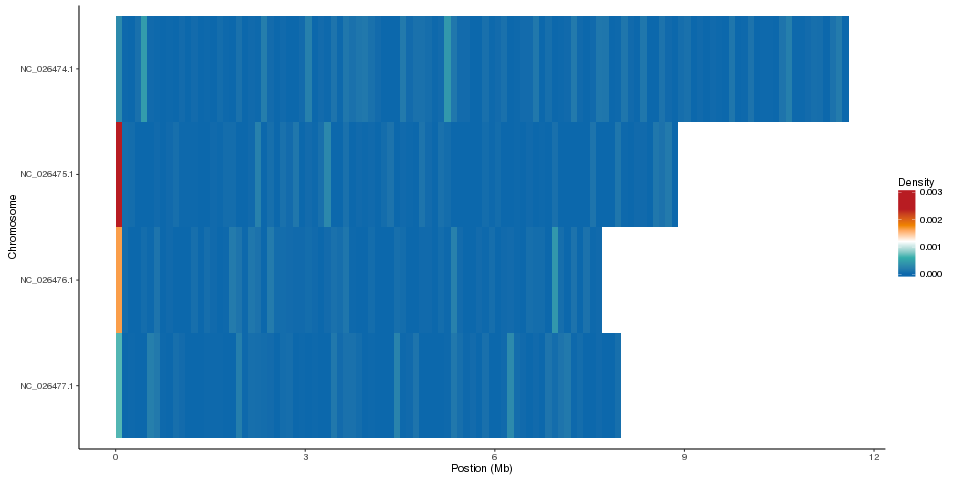 NC_026474.1
NC_026475.1
NC_026476.1
NC_026477.1
Chromosome
0
3
6
9
12
Postion (Mb)
Density
0.003
0.002
0.001
0.000